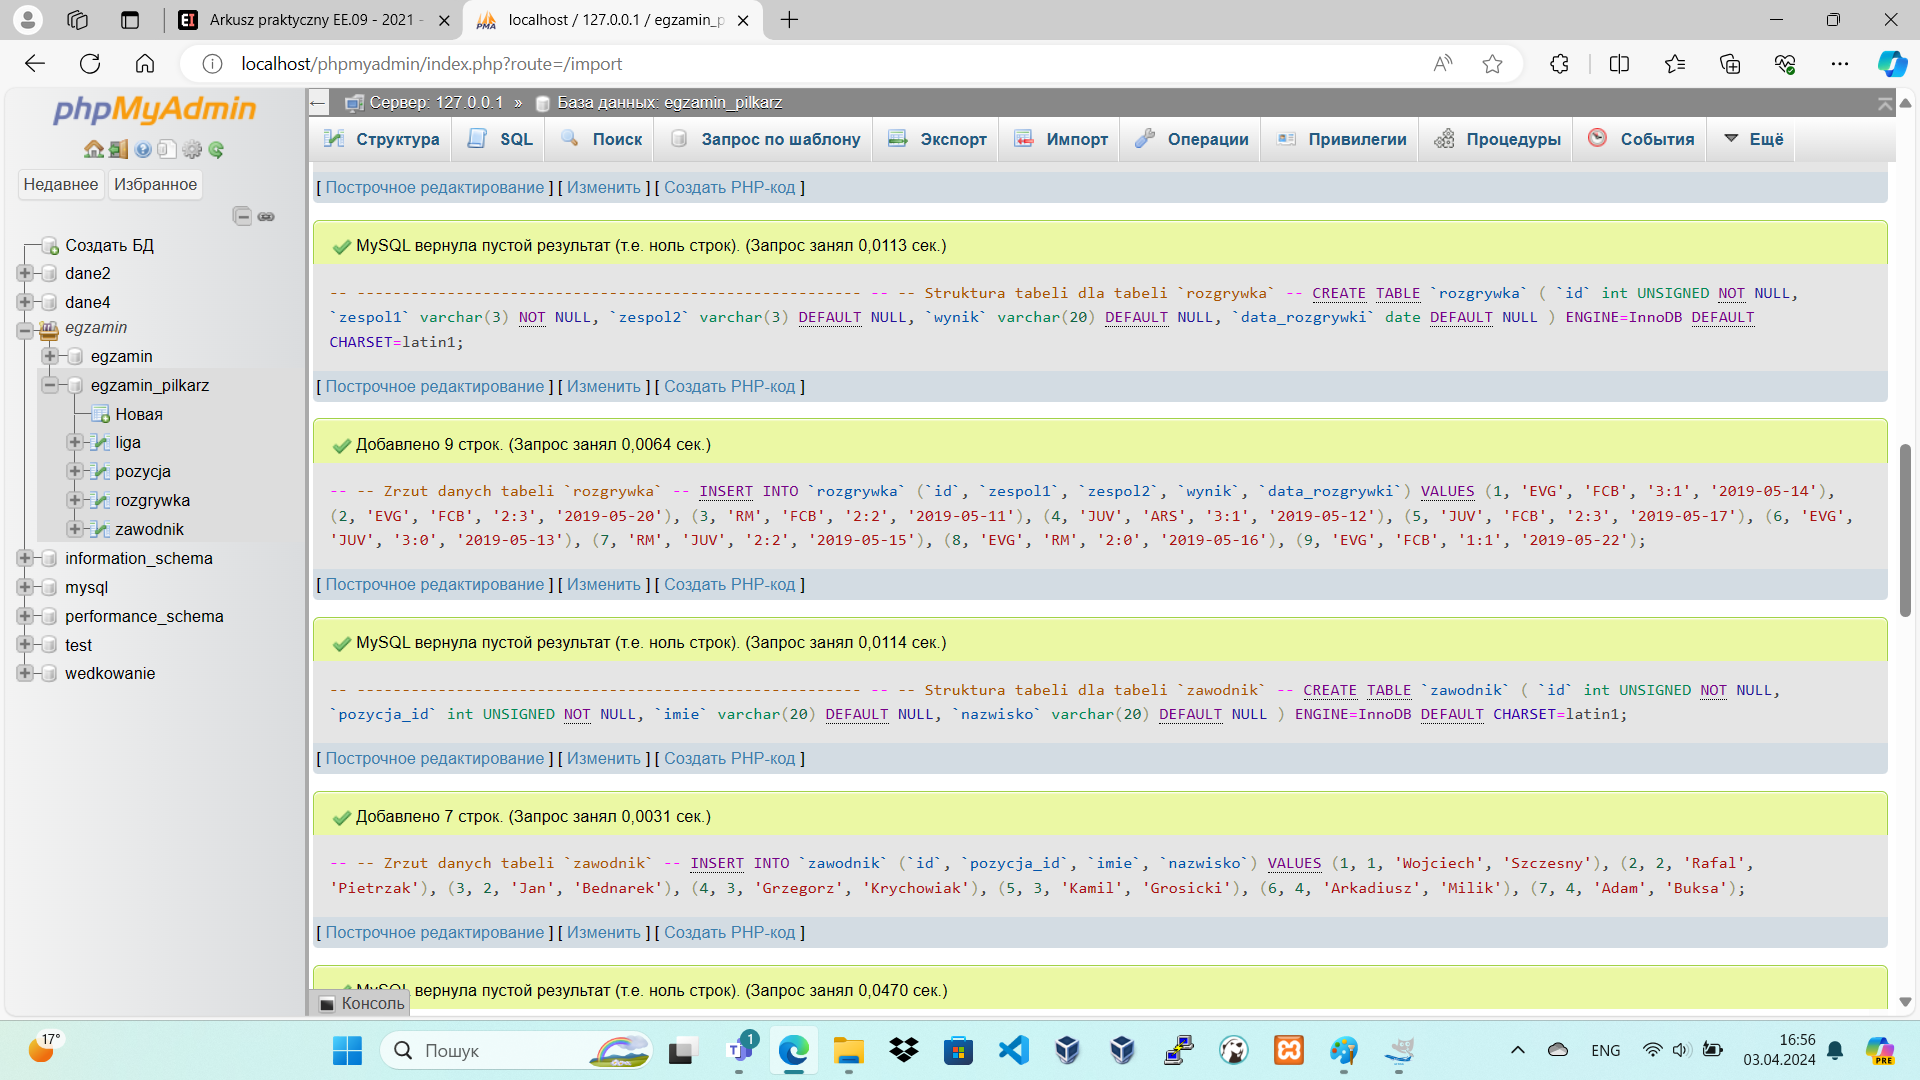 Arkusz praktyczny EE.09 - 2021 -
localhost / 127.0.0.1 / egzamin_p
localhost/phpmyadmin/index.php?route=/import
phpMyAdmin
Недавнее
Избранное
Создать БД
dane2
dane4
egzamin
egzamin
egzamin_pilkarz
Новая
liga
pozycja
rozgrywka
zawodnik
information_schema
mysql
performance_schema
test
wedkowanie
Сервер: 127.0.0.1 » База данных: egzamin_pilkarz
Структура SQL Поиск Запрос по шаблону Экспорт Импорт Операции Привилегии Процедуры События Ещё
[ Построчное редактирование ] [ Изменить ] [ Создать PHP-код ]
MySQL вернула пустой результат (т.е. ноль строк). (Запрос занял 0,0113 сек.)
-- -------------------------------------------------------- -- -- Struktura tabeli dla tabeli `rozgrywka` -- CREATE TABLE `rozgrywka` ( `id` int UNSIGNED NOT NULL,
`zespol1` varchar(3) NOT NULL, `zespol2` varchar(3) DEFAULT NULL, `wynik` varchar(20) DEFAULT NULL, `data_rozgrywki` date DEFAULT NULL ) ENGINE=InnoDB DEFAULT
CHARSET=latin1;
[ Построчное редактирование ] [ Изменить ] [ Создать PHP-код ]
Добавлено 9 строк. (Запрос занял 0,0064 сек.)
-- -- Zrzut danych tabeli `rozgrywka` -- INSERT INTO `rozgrywka` (`id`, `zespol1`, `zespol2`, `wynik`, `data_rozgrywki`) VALUES (1, 'EVG', 'FCB', '3:1', '2019-05-14'),
(2, 'EVG', 'FCB', '2:3', '2019-05-20'), (3, 'RM', 'FCB', '2:2', '2019-05-11'), (4, 'JUV', 'ARS', '3:1', '2019-05-12'), (5, 'JUV', 'FCB', '2:3', '2019-05-17'), (6, 'EVG',
'JUV', '3:0', '2019-05-13'), (7, 'RM', 'JUV', '2:2', '2019-05-15'), (8, 'EVG', 'RM', '2:0', '2019-05-16'), (9, 'EVG', 'FCB', '1:1', '2019-05-22');
[ Построчное редактирование ] [ Изменить ] [ Создать PHP-код ]
MySQL вернула пустой результат (т.е. ноль строк). (Запрос занял 0,0114 сек.)
-- -------------------------------------------------------- -- -- Struktura tabeli dla tabeli `zawodnik` -- CREATE TABLE `zawodnik` ( `id` int UNSIGNED NOT NULL,
`pozycja_id` int UNSIGNED NOT NULL, `imie` varchar(20) DEFAULT NULL, `nazwisko` varchar(20) DEFAULT NULL ) ENGINE=InnoDB DEFAULT CHARSET=latin1;
[ Построчное редактирование ] [ Изменить ] [ Создать PHP-код ]
Добавлено 7 строк. (Запрос занял 0,0031 сек.)
-- -- Zrzut danych tabeli `zawodnik` -- INSERT INTO `zawodnik` (`id`, `pozycja_id`, `imie`, `nazwisko`) VALUES (1, 1, 'Wojciech', 'Szczesny'), (2, 2, 'Rafal',
'Pietrzak'), (3, 2, 'Jan', 'Bednarek'), (4, 3, 'Grzegorz', 'Krychowiak'), (5, 3, 'Kamil', 'Grosicki'), (6, 4, 'Arkadiusz', 'Milik'), (7, 4, 'Adam', 'Buksa');
[ Построчное редактирование ] [ Изменить ] [ Создать PHP-код ]
MySQL вернула пустой результат (т.е. ноль строк). (Запрос занял 0,0470 сек.)
Консоль
17°
Пошук
1
ENG
16:56
03.04.2024
PRE